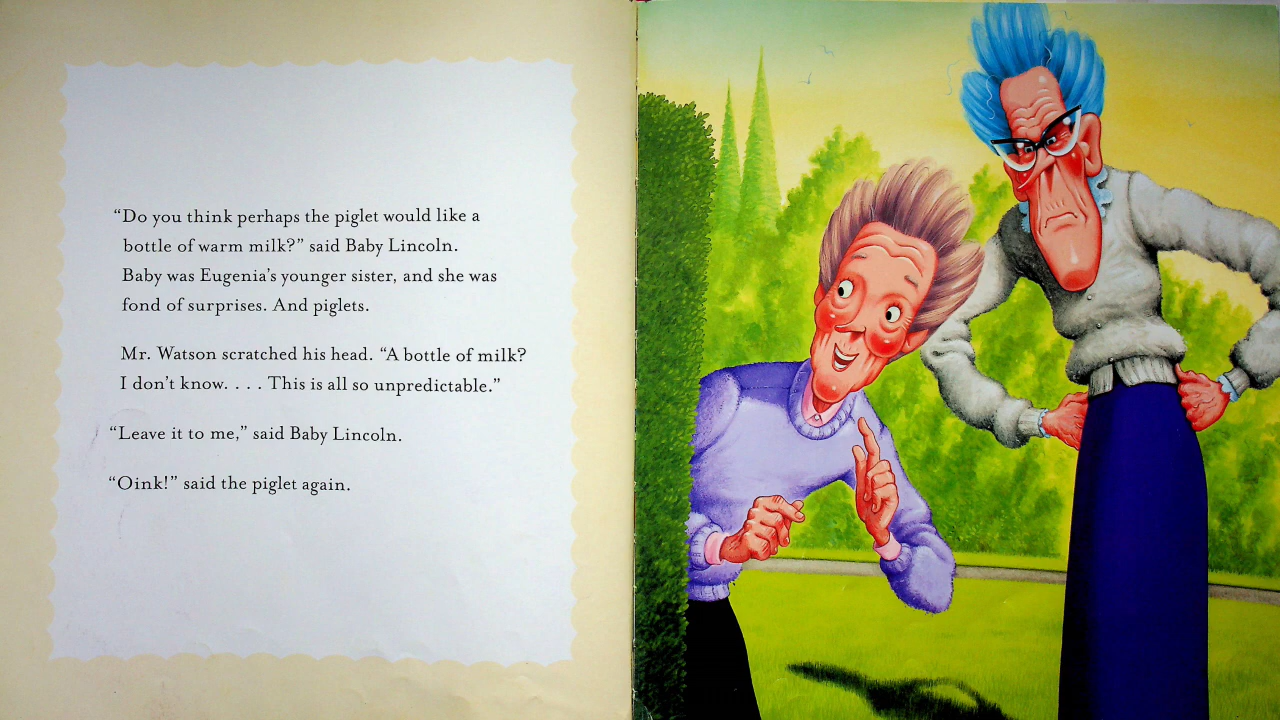 “Do you think perhaps the piglet would like a
bottle of warm milk?” said Baby Lincoln.
Baby was Eugenia’s younger sister, and she was
fond of surprises. And piglets.
Mr. Watson scratched his head. “A bottle of milk?
I don’t know. . . . This is all so unpredictable.”
“Leave it to me,” said Baby Lincoln.
“Oink!” said the piglet again.